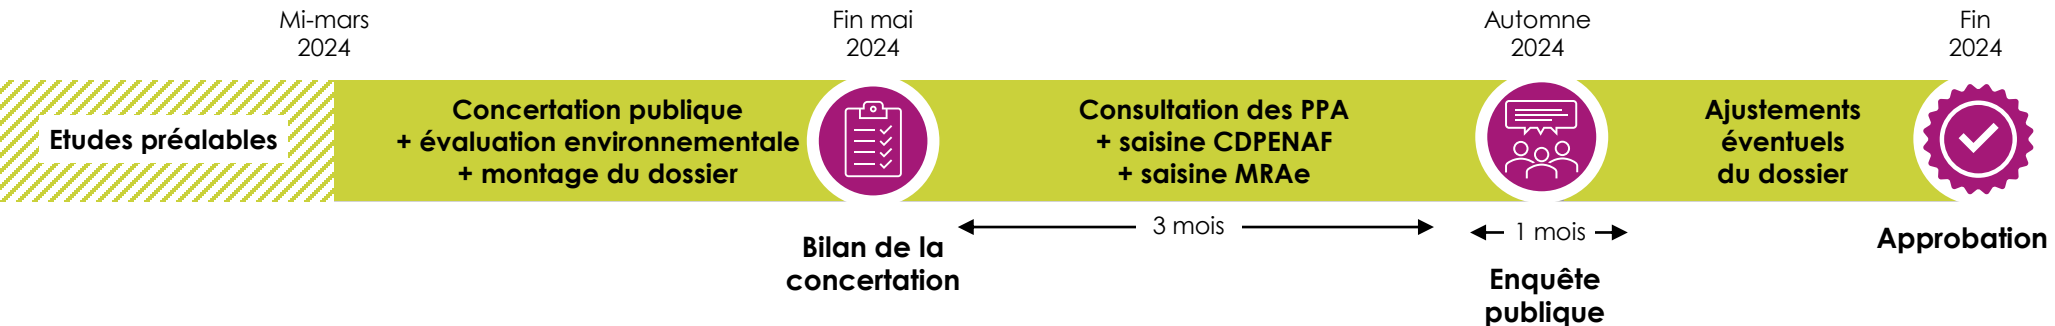 Mi-mars
2024
Fin mai
2024
Automne
2024
Fin
2024
Etudes préalables
Concertation publique
+ évaluation environnementale
+ montage du dossier
Consultation des PPA
+ saisine CDPENAF
+ saisine MRAe
Ajustements
éventuels
du dossier
3 mois
1 mois
Bilan de la
concertation
Enquête
publique
Approbation